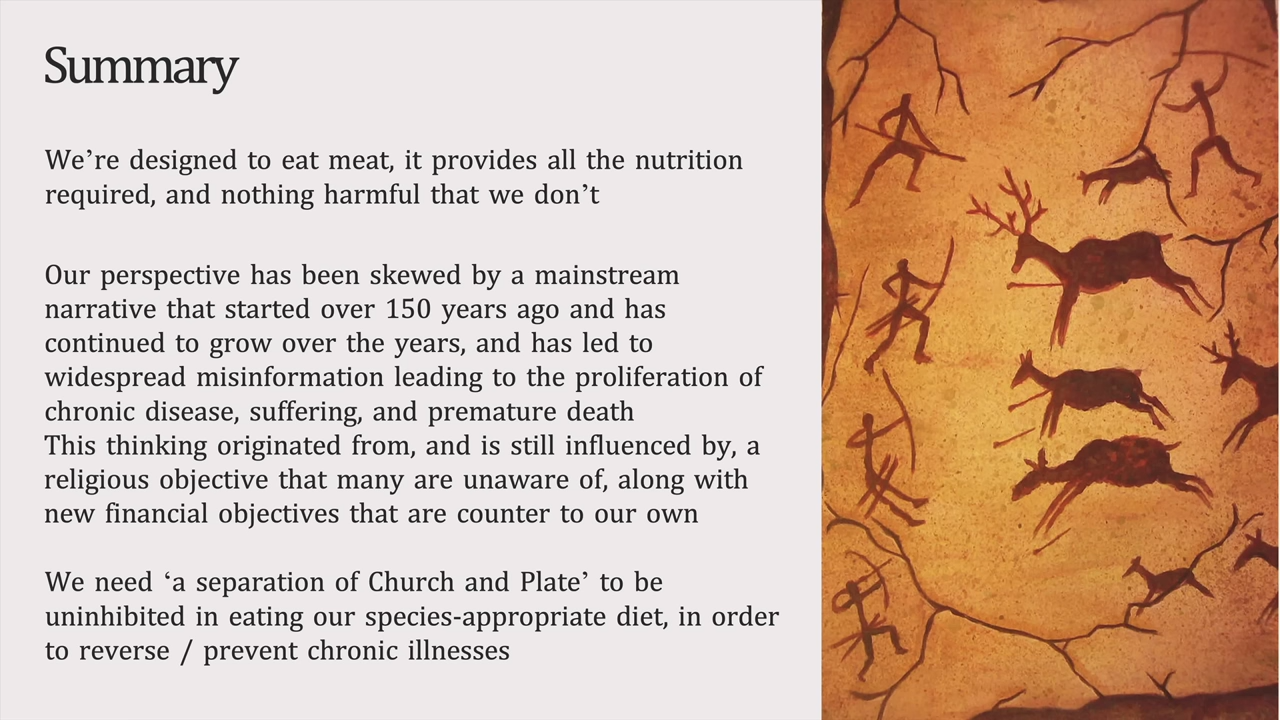 Summary
We’re designed to eat meat, it provides all the nutrition
required, and nothing harmful that we don’t
Our perspective has been skewed by a mainstream
narrative that started over 150 years ago and has
continued to grow over the years, and has led to
widespread misinformation leading to the proliferation of
chronic disease, suffering, and premature death
This thinking originated from, and is still influenced by, a
religious objective that many are unaware of, along with
new financial objectives that are counter to our own
We need ‘a separation of Church and Plate’ to be
uninhibited in eating our species-appropriate diet, in order
to reverse / prevent chronic illnesses